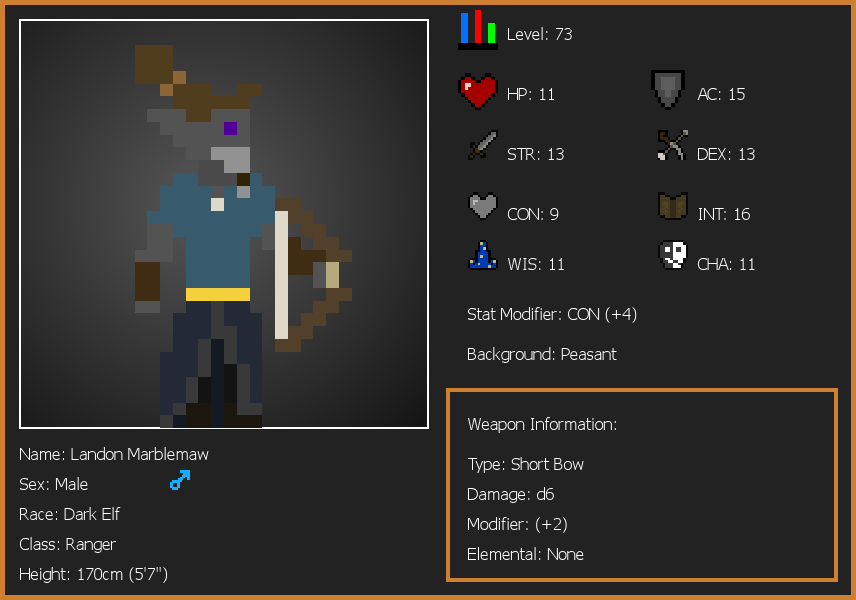 Level: 73
HP: 11
AC: 15
STR: 13
DEX: 13
CON: 9
INT: 16
WIS: 11
CHA: 11
Stat Modifier: CON (+4)
Background: Peasant
Weapon Information:
Type: Short Bow
Damage: d6
Modifier: (+2)
Elemental: None
Name: Landon Marblemaw
Sex: Male
Race: Dark Elf
Class: Ranger
Height: 170cm (5'7")